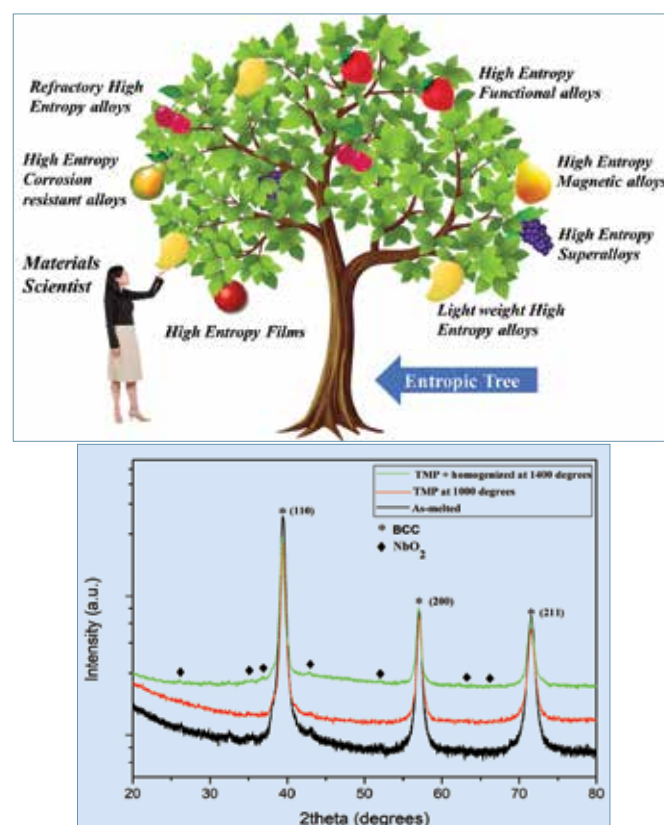 Refractory High
Entropy alloys
High Entropy
Functional alloys
High Entropy
Corrosion
resistant alloys
High Entropy
Magnetic alloys
High Entropy
Superalloys
Materials
Scientist
High Entropy Films
Light weight High
Entropy alloys
Entropic Tree
TMP + homogenized at 1400 degrees
TMP at 1000 degrees
As-melted
* BCC
◆ NbO2
* (110)
* (200)
* (211)
Intensity (a.u.)
20 30 40 50 60 70 80
2theta (degrees)